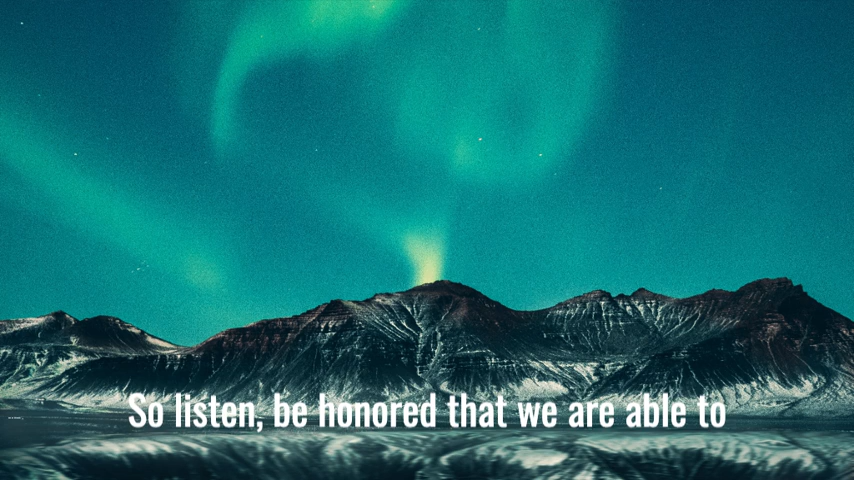 So listen, be honored that we are able to